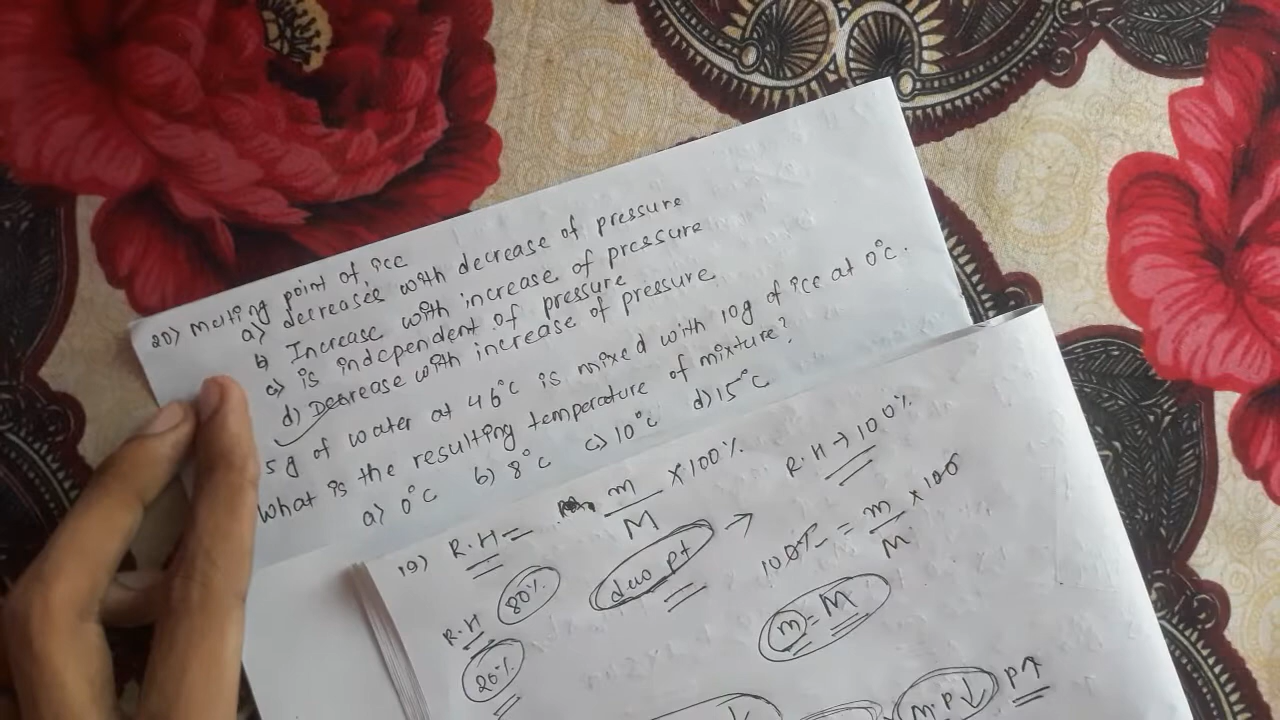 20) Melting point of ice
a) decreases with decrease of pressure
b Increase with increase of pressure
c) is independent of pressure
d) Decrease with increase of pressure
5g of water at 46°C is mixed with 10g of ice at 0°C.
What is the resulting temperature of mixture?
a) 0°C b) 8°C c) 10°C d) 15°C
19) R.H = m/M × 100% R.H → 100%
R.H 80% dew pt → 100% = m/M × 100
20% m = M
m.P↓ P↑